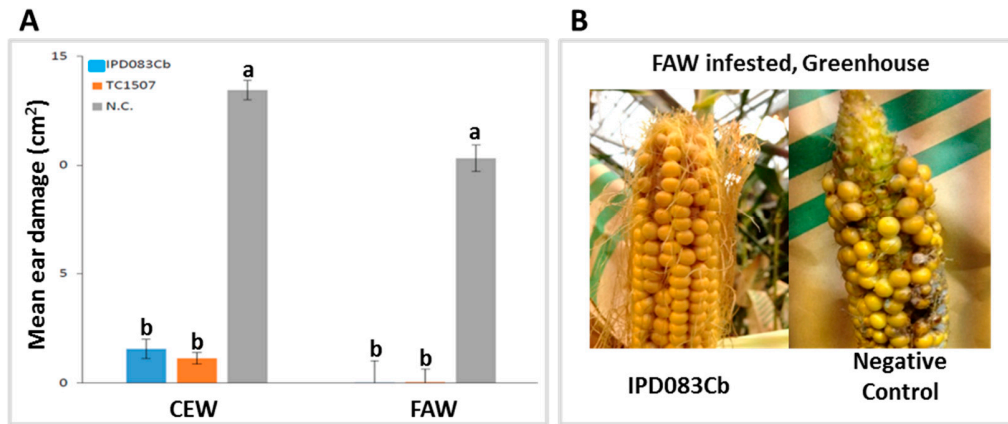 A
15
IPD083Cb
TC1507
N.C.
a
a
0
Mean ear damage (cm²)
5
b
b
b
b
0
CEW
FAW
B
FAW infested, Greenhouse
IPD083Cb
Negative
Control